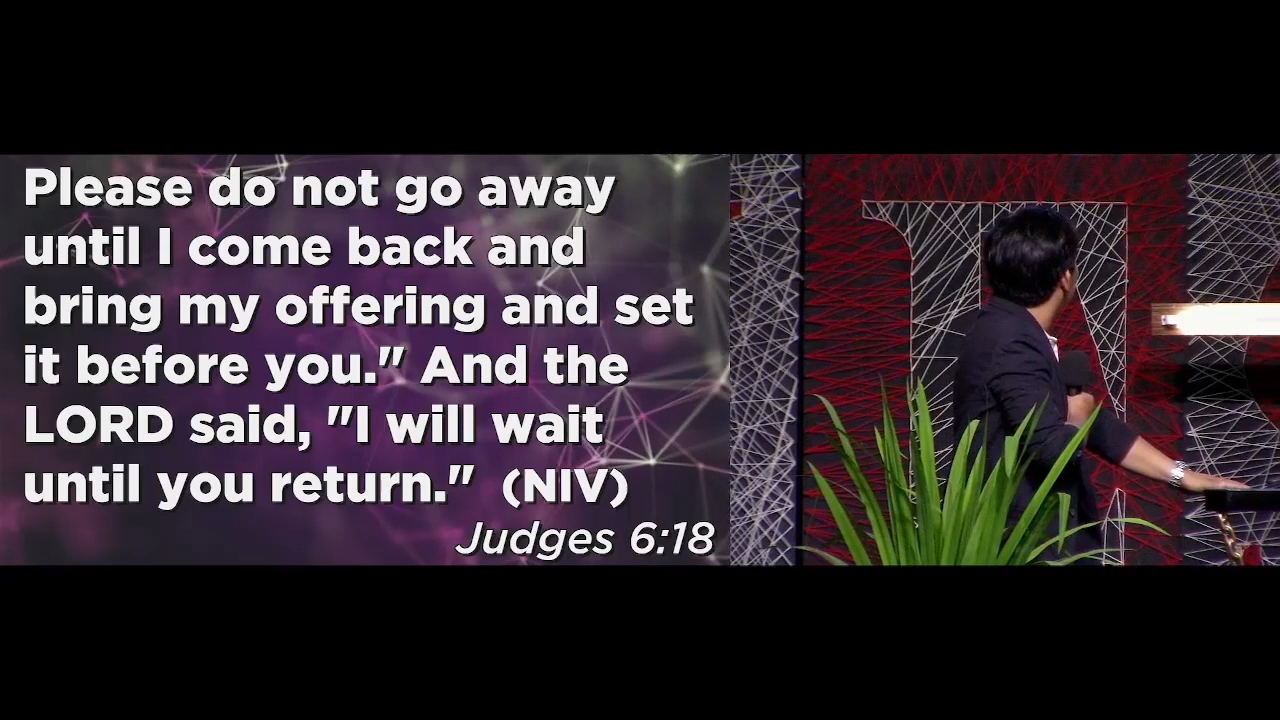 Please do not go away
until I come back and
bring my offering and set
it before you." And the
LORD said, "I will wait
until you return."  (NIV)
Judges 6:18